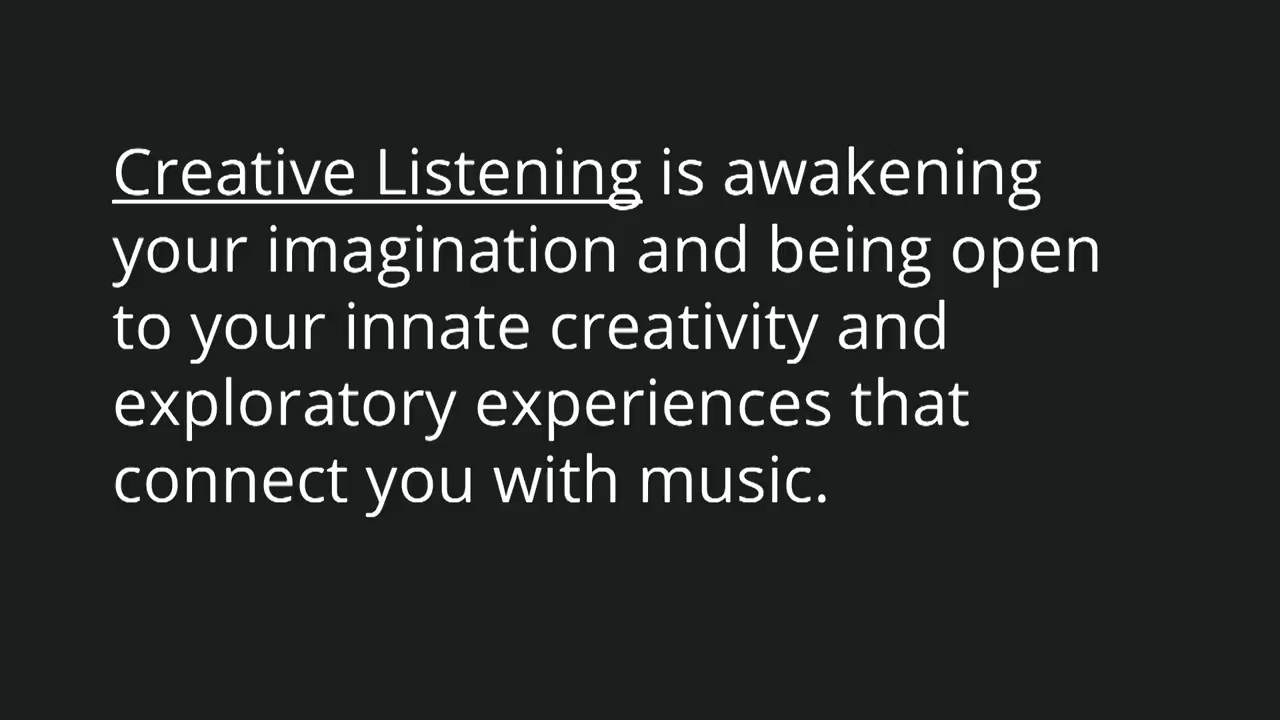 Creative Listening is awakening
your imagination and being open
to your innate creativity and
exploratory experiences that
connect you with music.